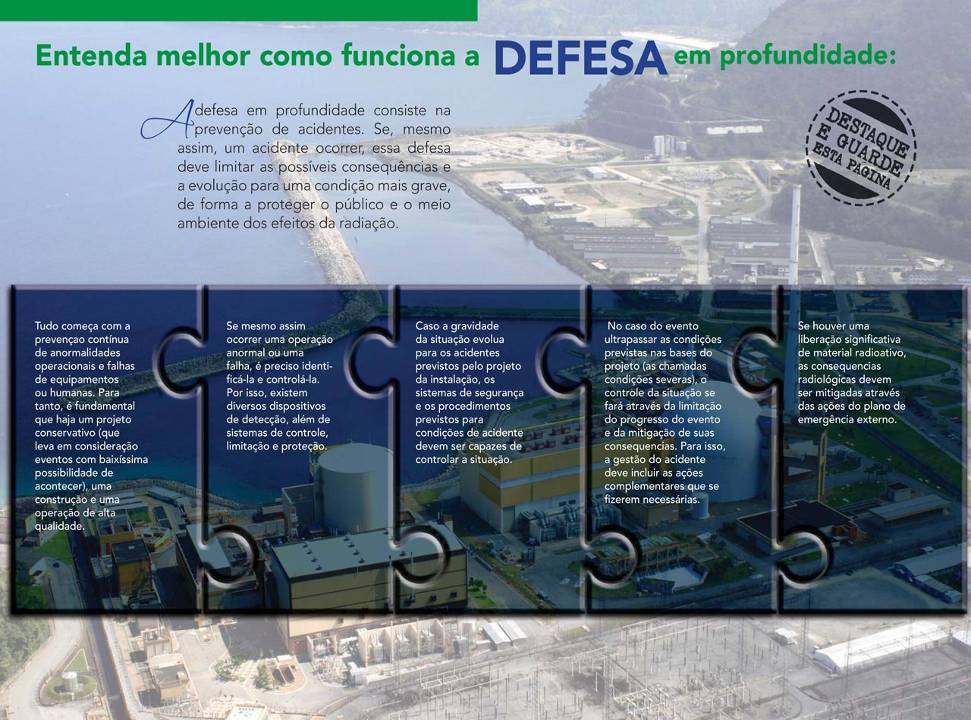 Entenda melhor como funciona a DEFESA em profundidade:
A defesa em profundidade consiste na
prevenção de acidentes. Se, mesmo
assim, um acidente ocorrer, essa defesa
deve limitar as possíveis consequências e
a evolução para uma condição mais grave,
de forma a proteger o público e o meio
ambiente dos efeitos da radiação.
DESTAQUE
E GUARDE
ESTA PAGINA
Tudo começa com a
prevençao contínua
de anormalidades
operacionais e falhas
de equipamentos
ou humanas. Para
tanto, é fundamental
que haja um projeto
conservativo (que
leva em consideração
eventos com baixíssima
possibilidade de
acontecer), uma
construção e uma
operação de alta
qualidade.
Se mesmo assim
ocorrer uma operação
anormal ou uma
falha, é preciso identi-
ficá-la e controlá-la.
Por isso, existem
diversos dispositivos
de detecção, além de
sistemas de controle,
limitação e proteção.
Caso a gravidade
da situação evolua
para os acidentes
previstos pelo projeto
da instalação, os
sistemas de segurança
e os procedimentos
previstos para
condições de acidente
devem ser capazes de
controlar a situação.
No caso do evento
ultrapassar as condições
previstas nas bases do
projeto (as chamadas
condições severas), o
controle da situação se
fará através da limitação
do progresso do evento
e da mitigação de suas
consequencias. Para isso,
a gestão do acidente
deve incluir as ações
complementares que se
fizerem necessárias.
Se houver uma
liberação significativa
de material radioativo,
as consequencias
radiológicas devem
ser mitigadas através
das ações do plano de
emergência externo.